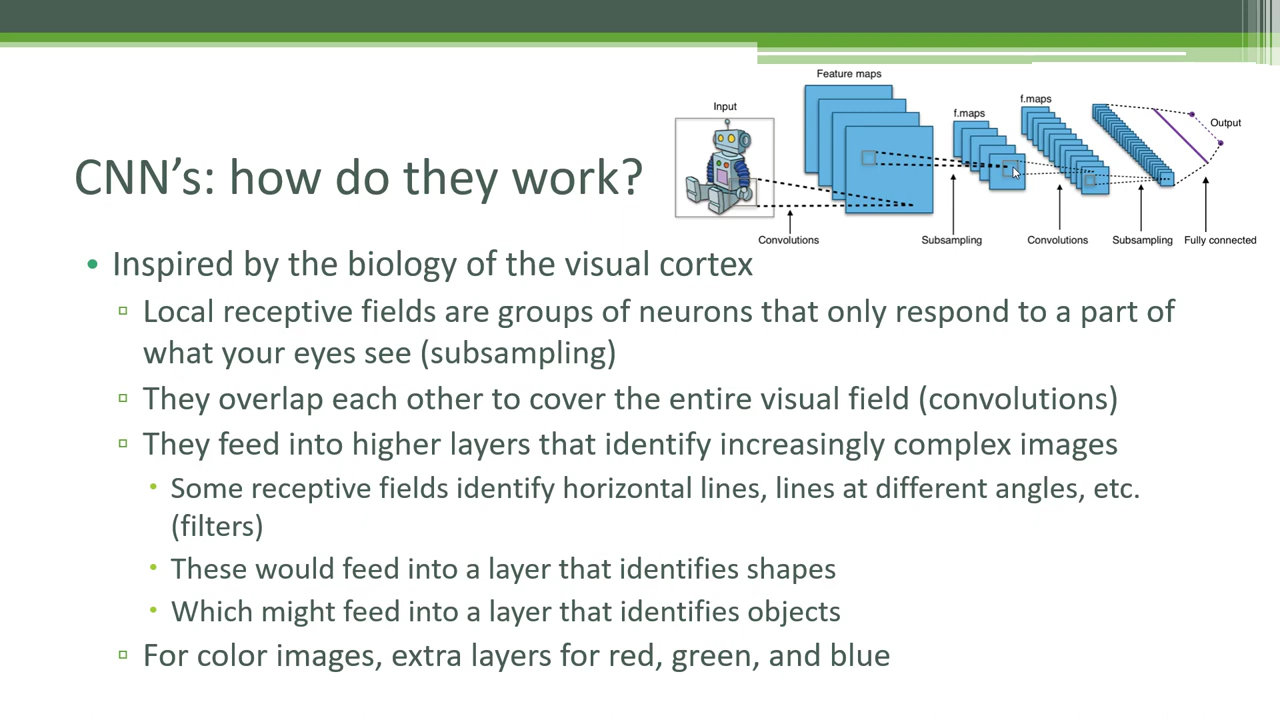 Feature maps
Input
f.maps
f.maps
Output
CNN’s: how do they work?
Convolutions
Subsampling
Convolutions
Subsampling
Fully connected
• Inspired by the biology of the visual cortex
▫ Local receptive fields are groups of neurons that only respond to a part of
what your eyes see (subsampling)
▫ They overlap each other to cover the entire visual field (convolutions)
▫ They feed into higher layers that identify increasingly complex images
• Some receptive fields identify horizontal lines, lines at different angles, etc.
(filters)
• These would feed into a layer that identifies shapes
• Which might feed into a layer that identifies objects
▫ For color images, extra layers for red, green, and blue